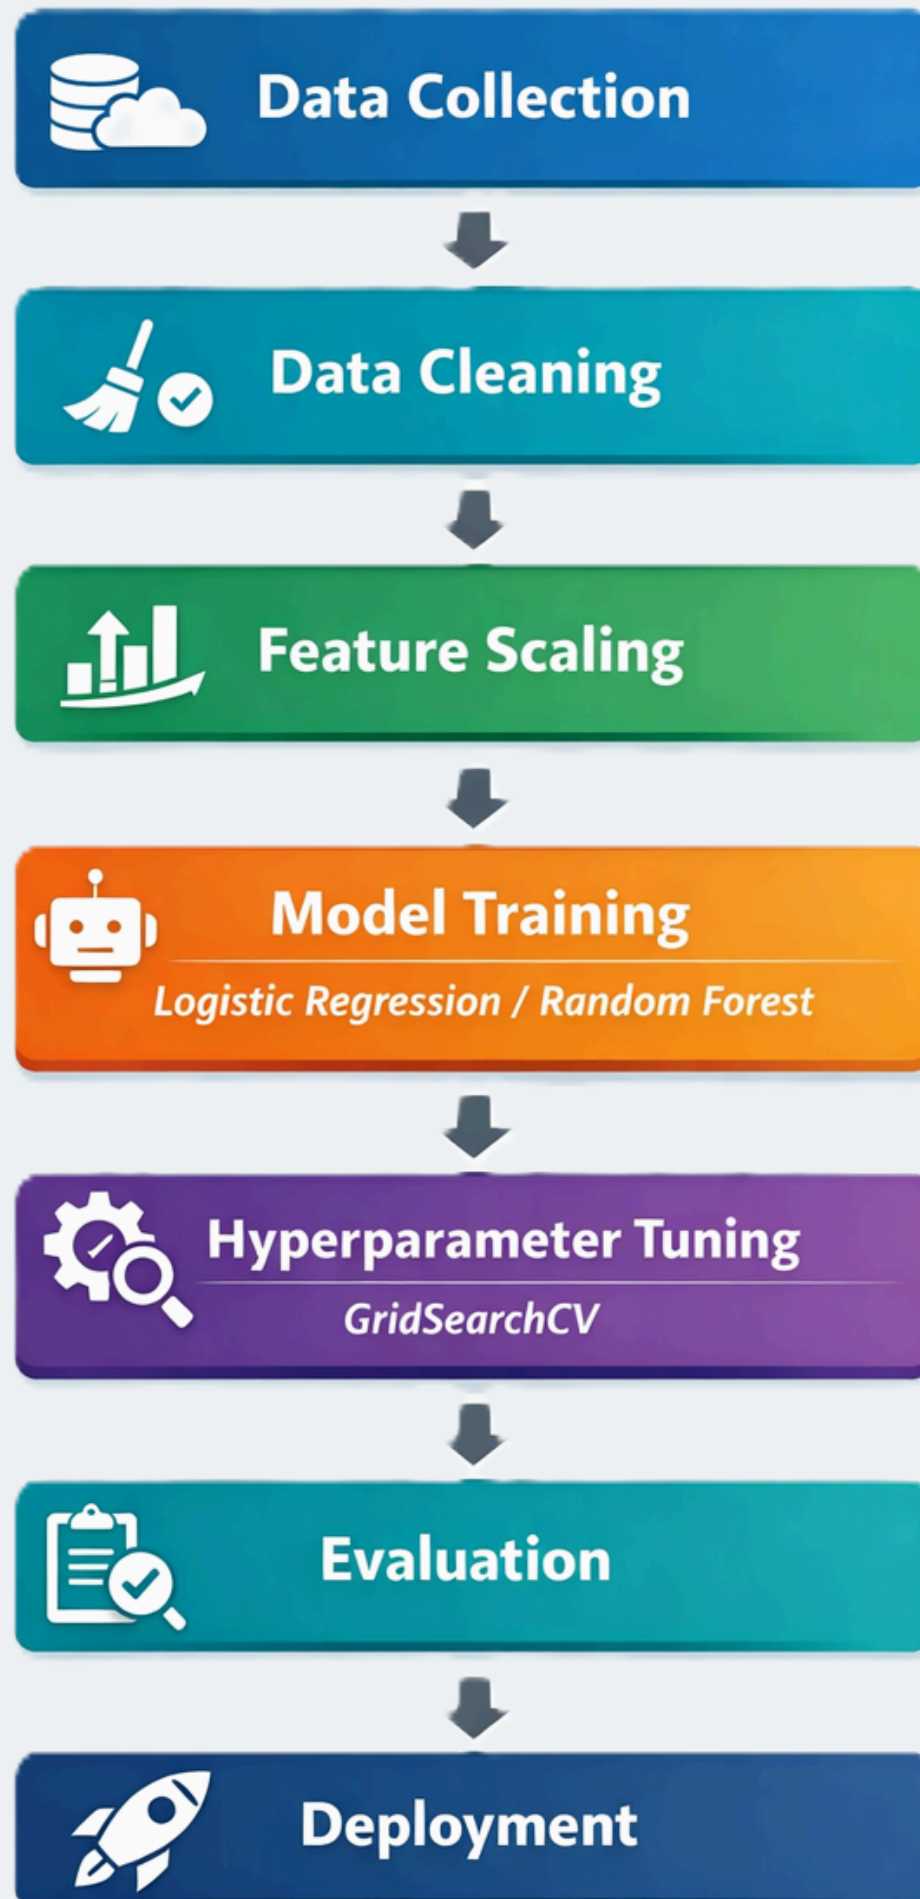 Data Collection
Data Cleaning
Feature Scaling
Model Training
Logistic Regression / Random Forest
Hyperparameter Tuning
GridSearchCV
Evaluation
Deployment